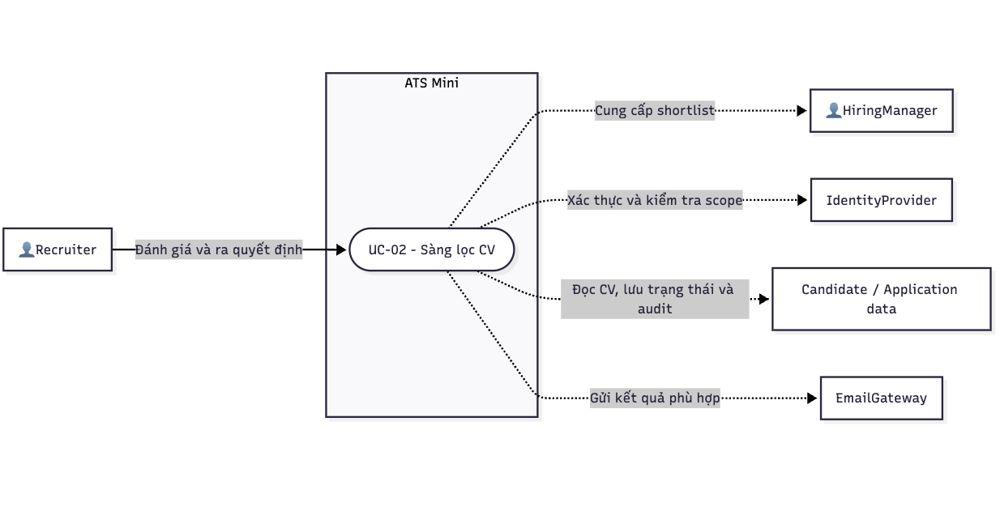 ATS Mini
Cung cấp shortlist
👤HiringManager
Xác thực và kiểm tra scope
IdentityProvider
👤Recruiter
Đánh giá và ra quyết định
UC-02 - Sàng lọc CV
Đọc CV, lưu trạng thái và
audit
Candidate / Application
data
Gửi kết quả phù hợp
EmailGateway